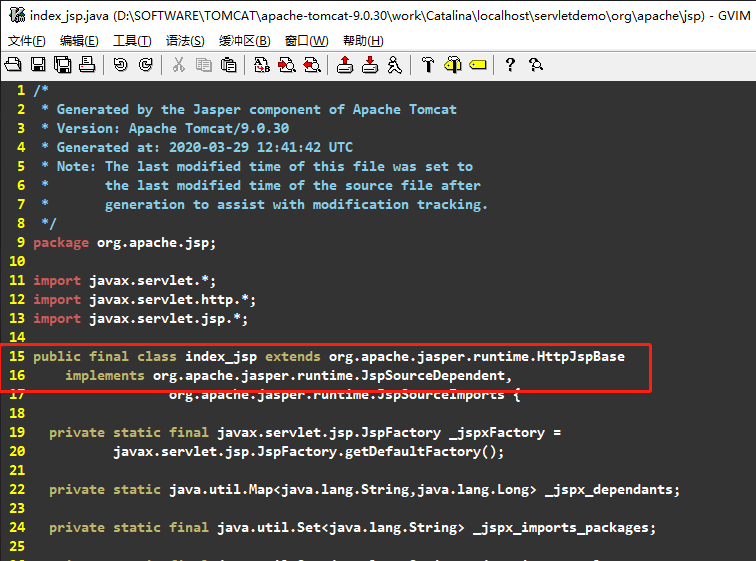 index_jsp.java (D:\SOFTWARE\TOMCAT\apache-tomcat-9.0.30\work\Catalina\localhost\servletdemo\org\apache\jsp) - GVIM
文件(F) 编辑(E) 工具(T) 语法(S) 缓冲区(B) 窗口(W) 帮助(H)
1 /*
2  * Generated by the Jasper component of Apache Tomcat
3  * Version: Apache Tomcat/9.0.30
4  * Generated at: 2020-03-29 12:41:42 UTC
5  * Note: The last modified time of this file was set to
6  *       the last modified time of the source file after
7  *       generation to assist with modification tracking.
8  */
9 package org.apache.jsp;
10
11 import javax.servlet.*;
12 import javax.servlet.http.*;
13 import javax.servlet.jsp.*;
14
15 public final class index_jsp extends org.apache.jasper.runtime.HttpJspBase
16     implements org.apache.jasper.runtime.JspSourceDependent,
17                  org.apache.jasper.runtime.JspSourceImports {
18
19   private static final javax.servlet.jsp.JspFactory _jspxFactory =
20           javax.servlet.jsp.JspFactory.getDefaultFactory();
21
22   private static java.util.Map<java.lang.String,java.lang.Long> _jspx_dependants;
23
24   private static final java.util.Set<java.lang.String> _jspx_imports_packages;
25